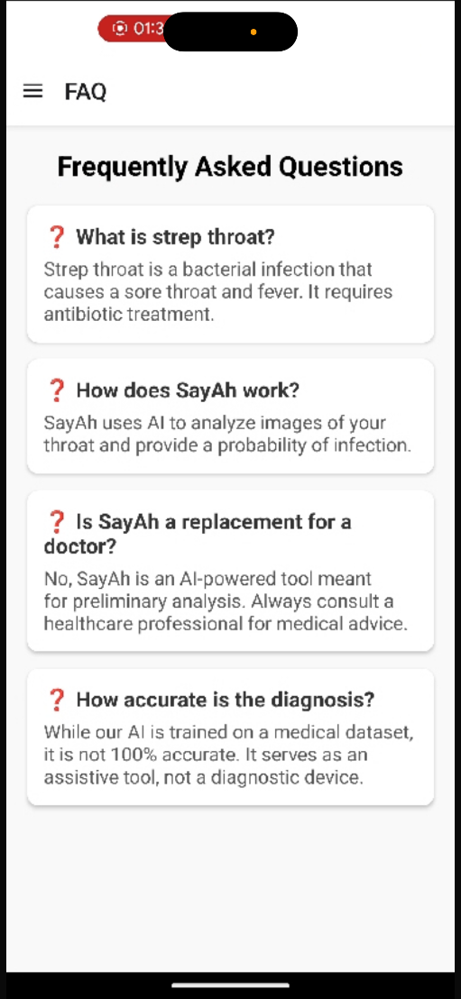 01:3
FAQ
Frequently Asked Questions
❓ What is strep throat?
Strep throat is a bacterial infection that
causes a sore throat and fever. It requires
antibiotic treatment.
❓ How does SayAh work?
SayAh uses AI to analyze images of your
throat and provide a probability of infection.
❓ Is SayAh a replacement for a
doctor?
No, SayAh is an AI-powered tool meant
for preliminary analysis. Always consult a
healthcare professional for medical advice.
❓ How accurate is the diagnosis?
While our AI is trained on a medical dataset,
it is not 100% accurate. It serves as an
assistive tool, not a diagnostic device.